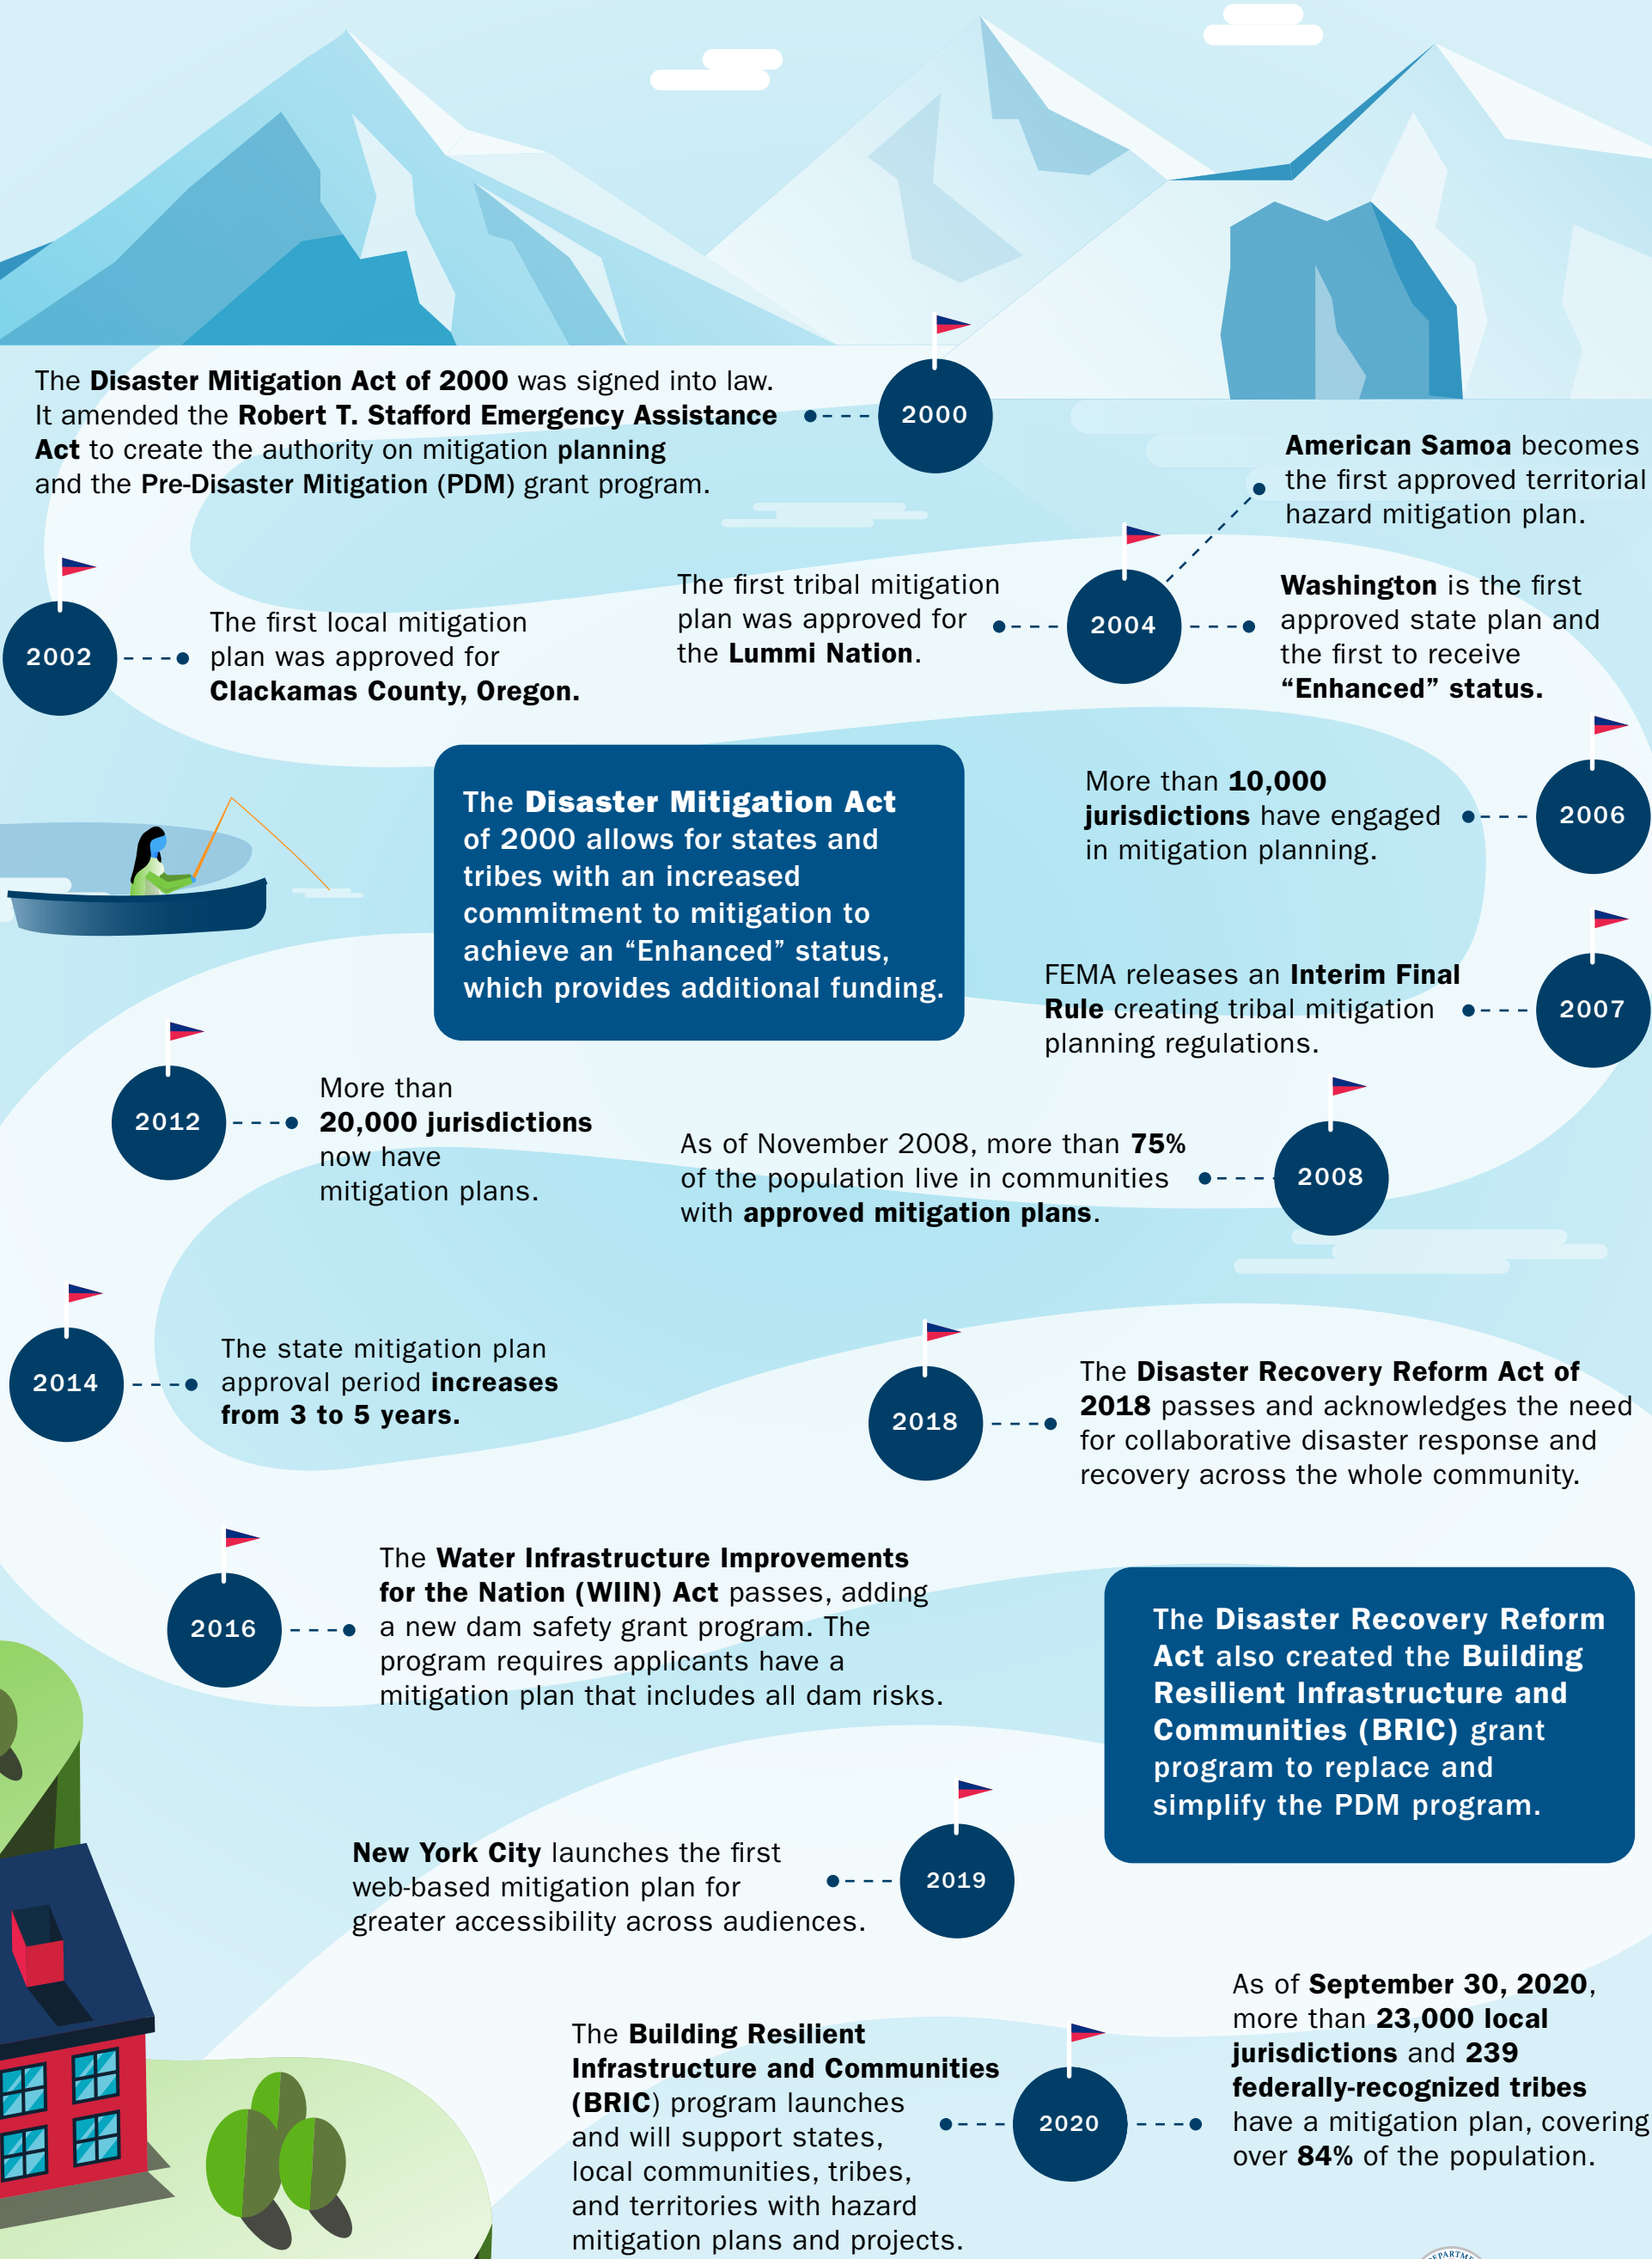 The Disaster Mitigation Act of 2000 was signed into law.
It amended the Robert T. Stafford Emergency Assistance
Act to create the authority on mitigation planning
and the Pre-Disaster Mitigation (PDM) grant program.
2000
2002
The first local mitigation
plan was approved for
Clackamas County, Oregon.
The first tribal mitigation
plan was approved for
the Lummi Nation.
2004
American Samoa becomes
the first approved territorial
hazard mitigation plan.
Washington is the first
approved state plan and
the first to receive
“Enhanced” status.
The Disaster Mitigation Act
of 2000 allows for states and
tribes with an increased
commitment to mitigation to
achieve an “Enhanced” status,
which provides additional funding.
More than 10,000
jurisdictions have engaged
in mitigation planning.
2006
FEMA releases an Interim Final
Rule creating tribal mitigation
planning regulations.
2007
As of November 2008, more than 75%
of the population live in communities
with approved mitigation plans.
2008
2012
More than
20,000 jurisdictions
now have
mitigation plans.
2014
The state mitigation plan
approval period increases
from 3 to 5 years.
2016
The Water Infrastructure Improvements
for the Nation (WIIN) Act passes, adding
a new dam safety grant program. The
program requires applicants have a
mitigation plan that includes all dam risks.
2018
The Disaster Recovery Reform Act of
2018 passes and acknowledges the need
for collaborative disaster response and
recovery across the whole community.
The Disaster Recovery Reform
Act also created the Building
Resilient Infrastructure and
Communities (BRIC) grant
program to replace and
simplify the PDM program.
New York City launches the first
web-based mitigation plan for
greater accessibility across audiences.
2019
The Building Resilient
Infrastructure and Communities
(BRIC) program launches
and will support states,
local communities, tribes,
and territories with hazard
mitigation plans and projects.
2020
As of September 30, 2020,
more than 23,000 local
jurisdictions and 239
federally-recognized tribes
have a mitigation plan, covering
over 84% of the population.